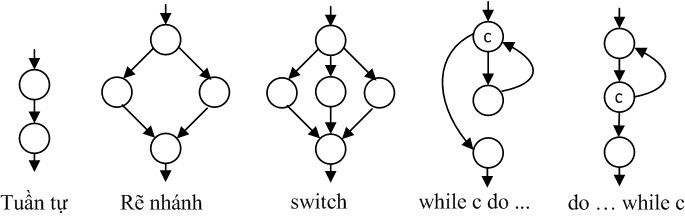 c
c
Tuần tự
Rẽ nhánh
switch
while c do ...
do … while c